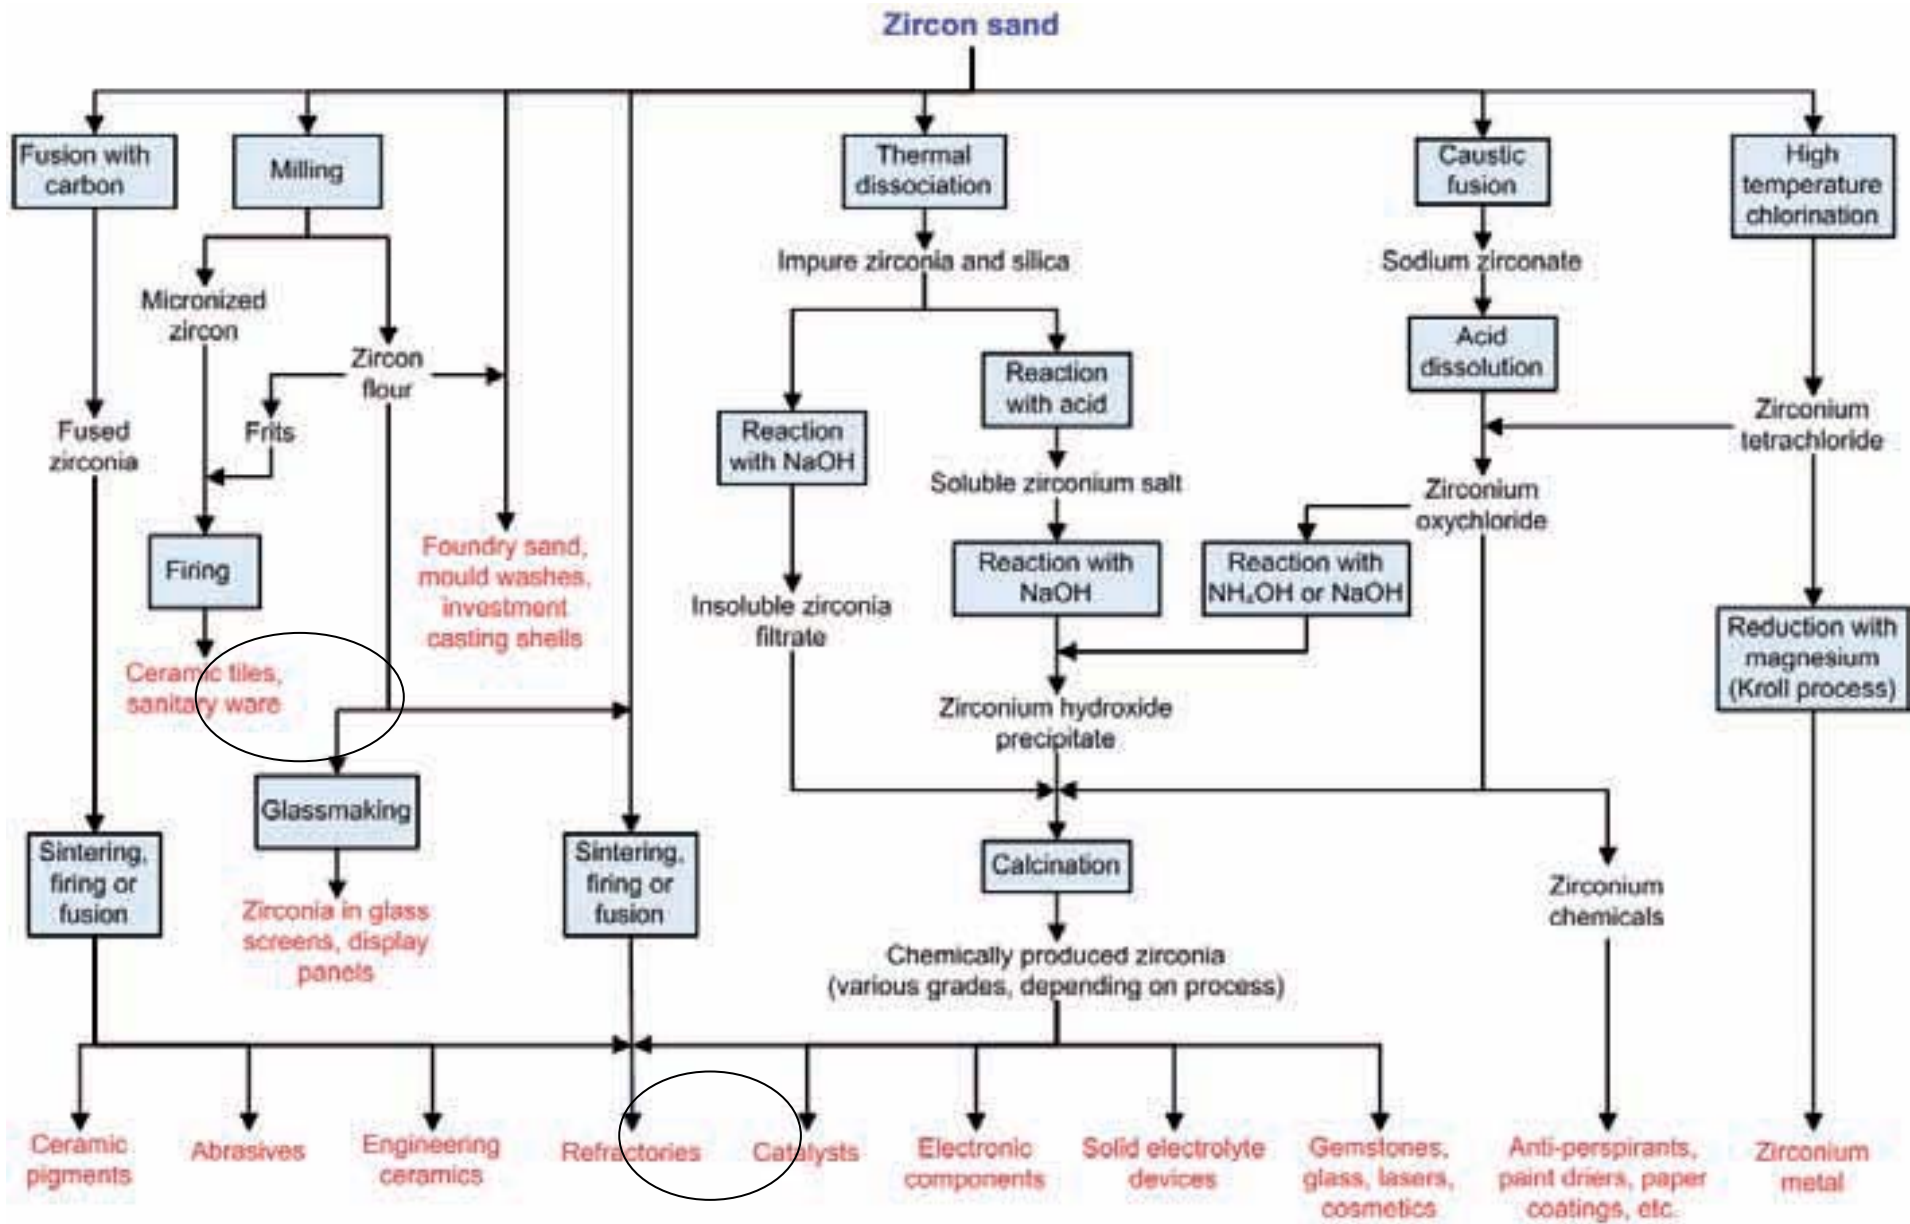 Zircon sand
Fusion with
carbon
Milling
Thermal
dissociation
Caustic
fusion
High
temperature
chlorination
Impure zirconia and silica
Sodium zirconate
Micronized
zircon
Zircon
flour
Frits
Fused
zirconia
Reaction
with NaOH
Reaction
with acid
Acid
dissolution
Zirconium
tetrachloride
Soluble zirconium salt
Zirconium
oxychloride
Firing
Foundry sand,
mould washes,
investment
casting shells
Insoluble zirconia
filtrate
Reaction with
NaOH
Reaction with
NH₄OH or NaOH
Reduction with
magnesium
(Kroll process)
Ceramic tiles,
sanitary ware
Zirconium hydroxide
precipitate
Glassmaking
Sintering,
firing or
fusion
Zirconia in glass
screens, display
panels
Sintering,
firing or
fusion
Calcination
Zirconium
chemicals
Chemically produced zirconia
(various grades, depending on process)
Ceramic
pigments
Abrasives
Engineering
ceramics
Refractories
Catalysts
Electronic
components
Solid electrolyte
devices
Gemstones,
glass, lasers,
cosmetics
Anti-perspirants,
paint driers, paper
coatings, etc.
Zirconium
metal